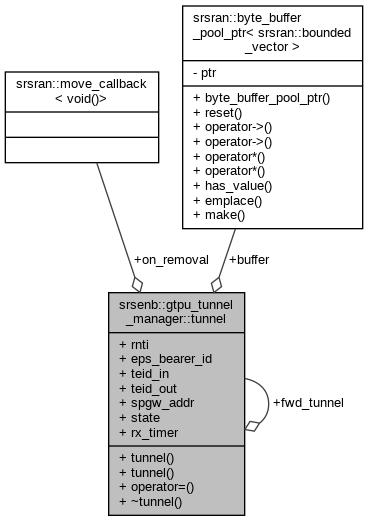 srsran::byte_buffer
_pool_ptr< srsran::bounded
_vector >
- ptr
+ byte_buffer_pool_ptr()
+ reset()
+ operator->()
+ operator->()
+ operator*()
+ operator*()
+ has_value()
+ emplace()
+ make()
srsran::move_callback
< void()>
+on_removal
+buffer
srsenb::gtpu_tunnel
_manager::tunnel
+ rnti
+ eps_bearer_id
+ teid_in
+ teid_out
+ spgw_addr
+ state
+ rx_timer
+ tunnel()
+ tunnel()
+ operator=()
+ ~tunnel()
+fwd_tunnel